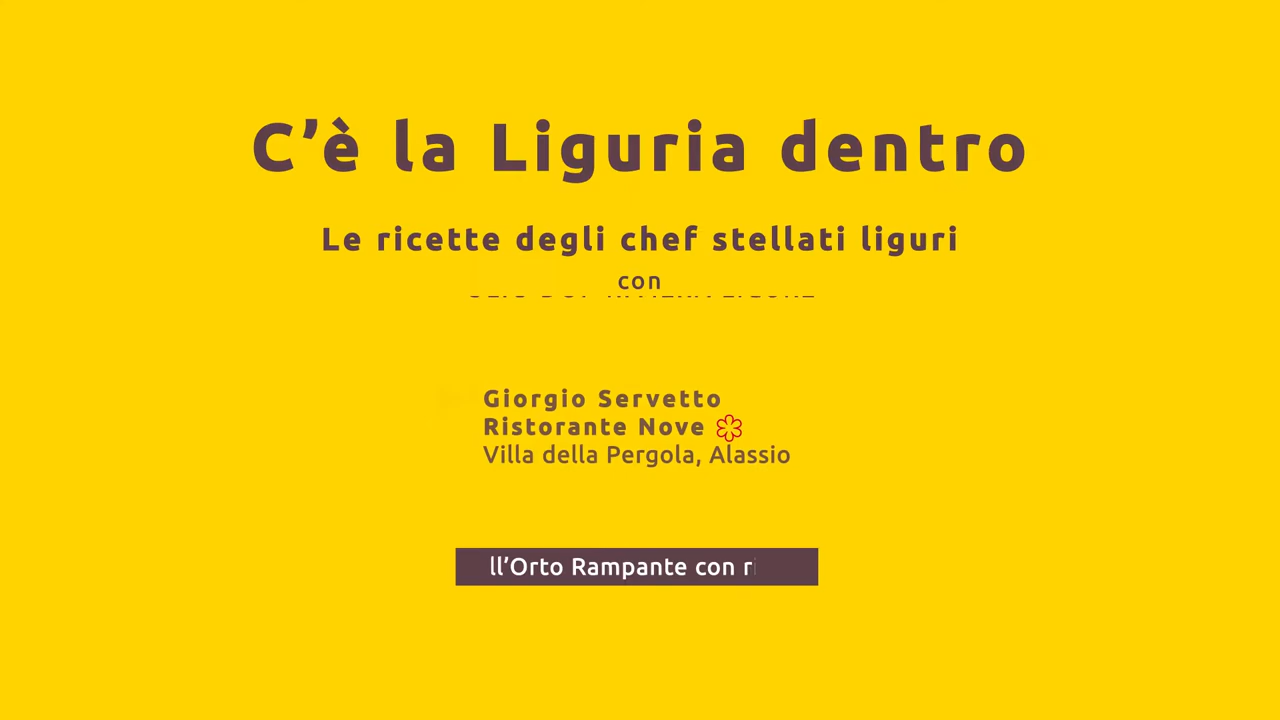 C’è la Liguria dentro
Le ricette degli chef stellati liguri
con
Giorgio Servetto
Ristorante Nove
Villa della Pergola, Alassio
ll’Orto Rampante con